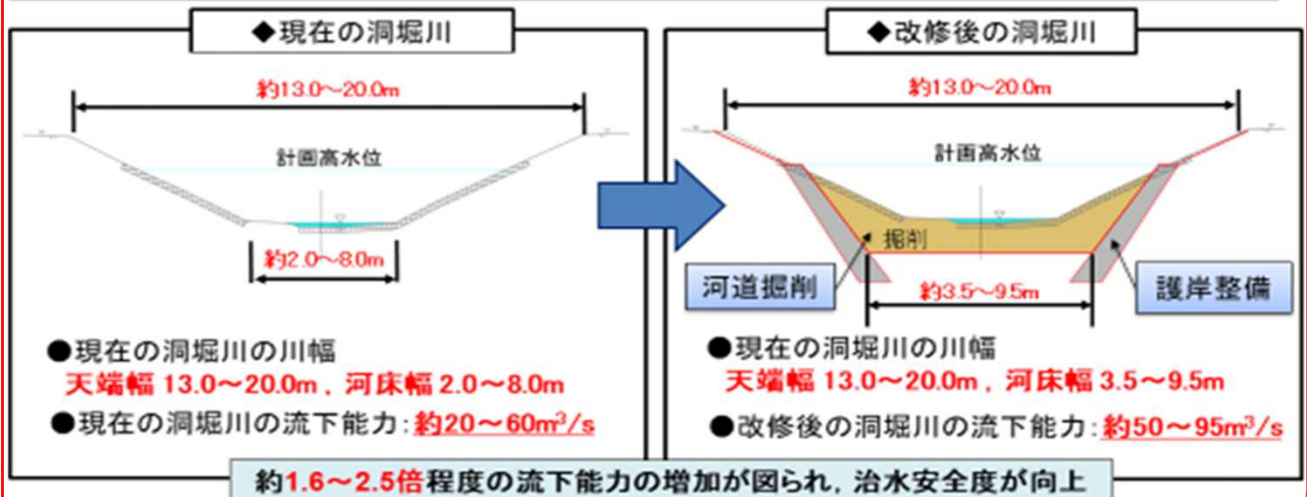 ◆現在の洞堀川
約13.0～20.0m
計画高水位
約2.0～8.0m
●現在の洞堀川の川幅
天端幅 13.0～20.0m , 河床幅 2.0～8.0m
●現在の洞堀川の流下能力:約20～60m³/s
◆改修後の洞堀川
約13.0～20.0m
計画高水位
掘削
河道掘削
護岸整備
約3.5～9.5m
●現在の洞堀川の川幅
天端幅 13.0～20.0m , 河床幅 3.5～9.5m
●改修後の洞堀川の流下能力:約50～95m³/s
約1.6～2.5倍程度の流下能力の増加が図られ, 治水安全度が向上